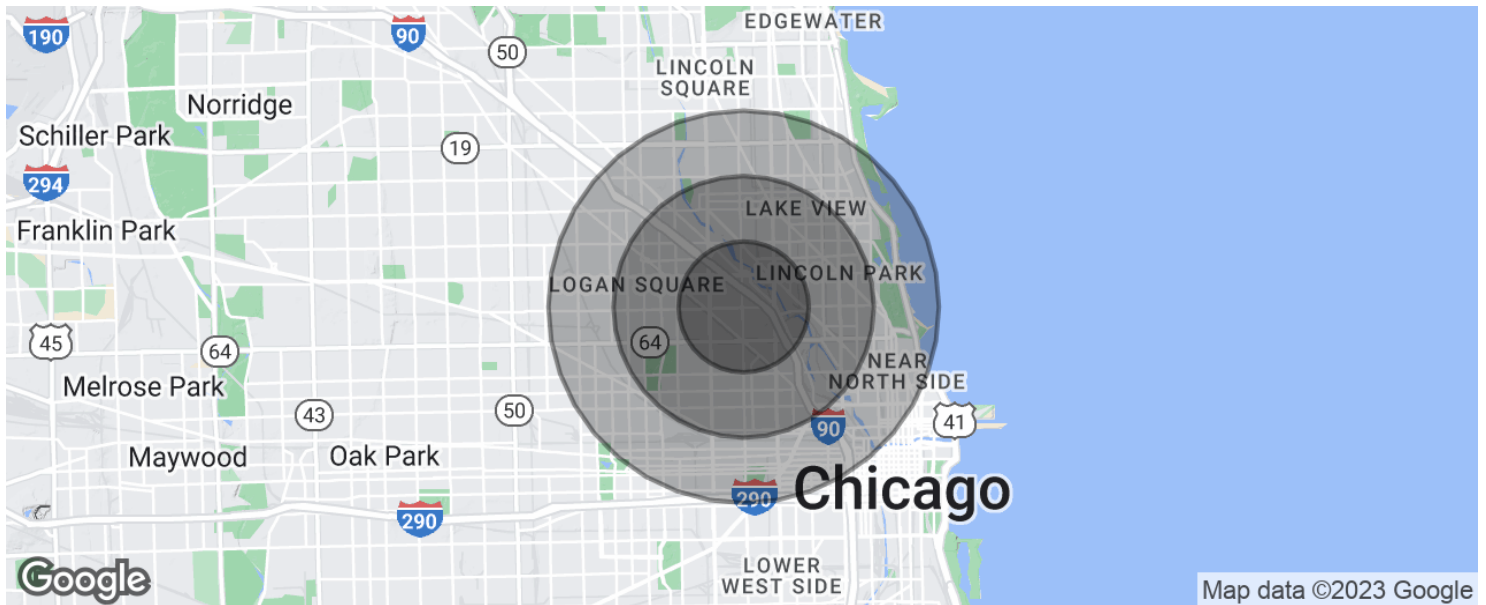 EDGEWATER
190
90
50
LINCOLN
SQUARE
Norridge
Schiller Park
19
294
LAKE VIEW
Franklin Park
LINCOLN PARK
LOGAN SQUARE
45
64
64
NEAR
NORTH SIDE
Melrose Park
43
50
41
90
Maywood
Oak Park
Chicago
290
290
LOWER
WEST SIDE
Google
Map data ©2023 Google